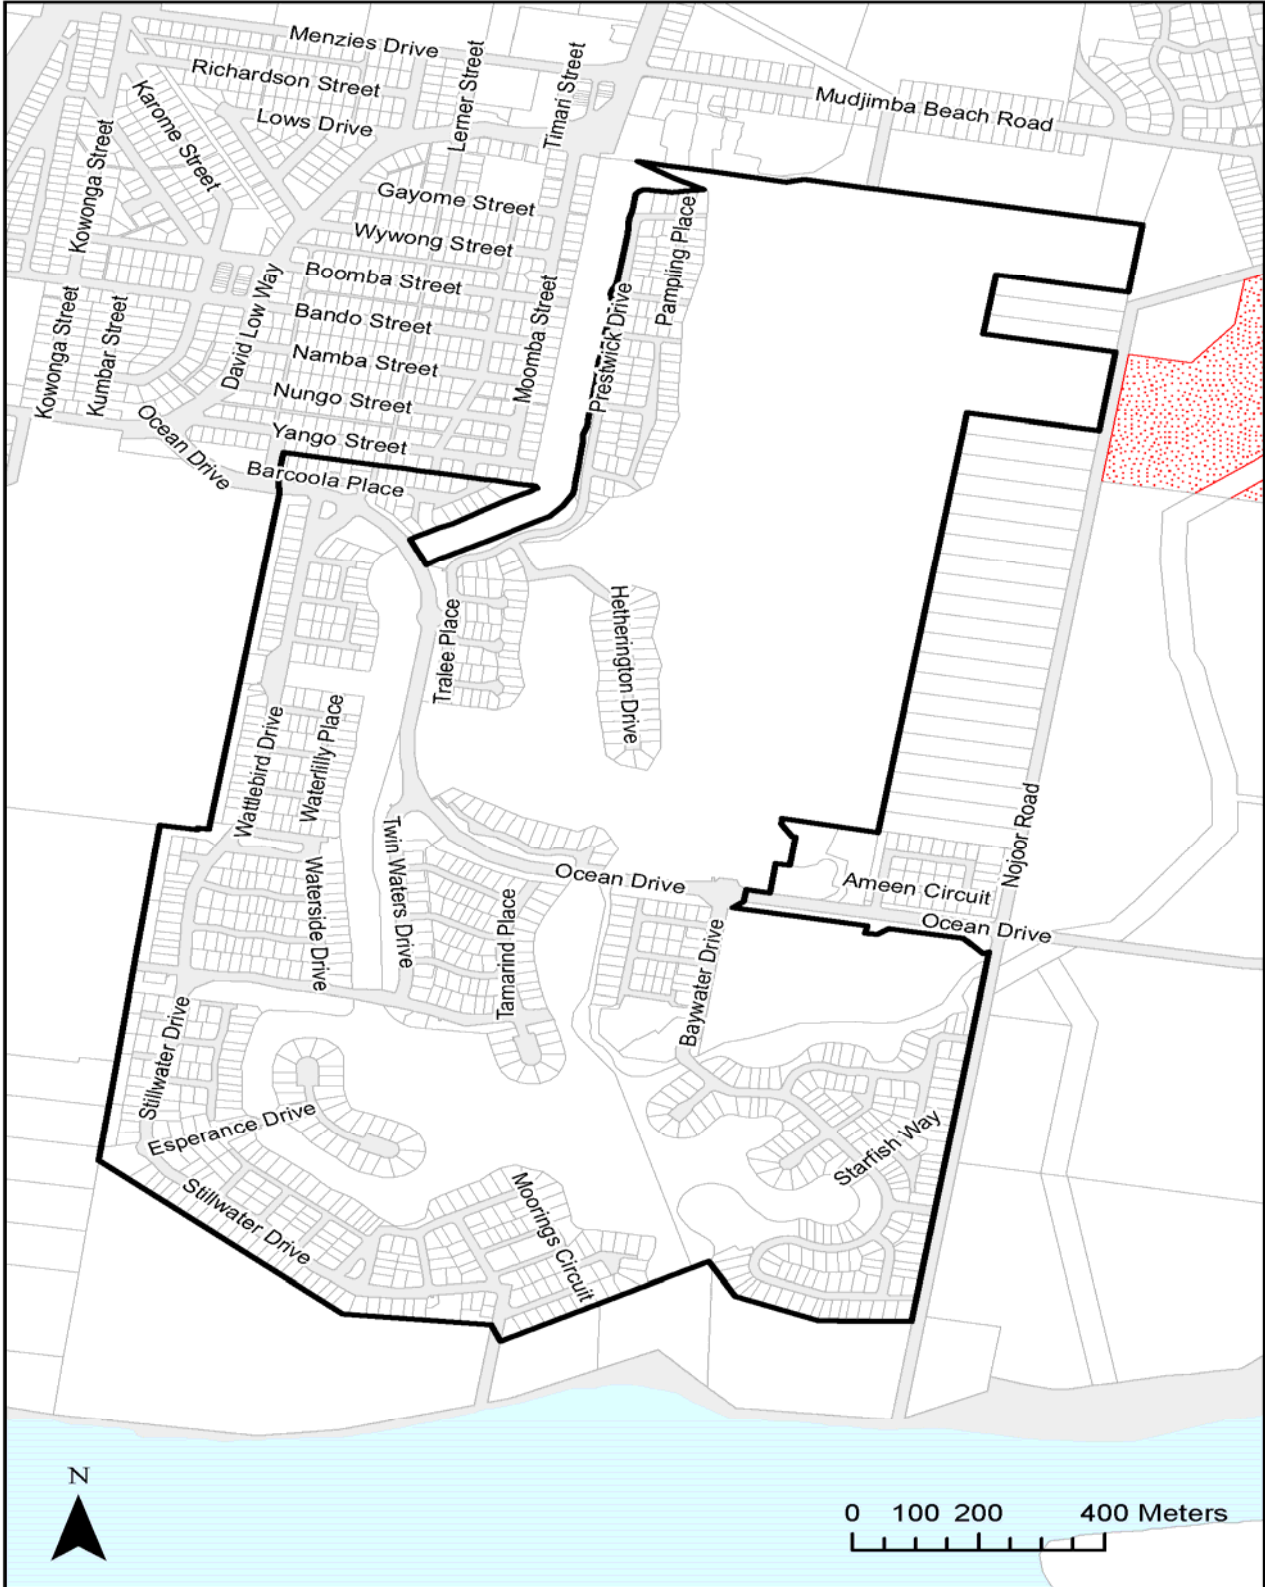 Menzies Drive
Richardson Street
Lows Drive
Karome Street
Lerner Street
Timari Street
Mudjimba Beach Road
Kowonga Street
Gayome Street
Wywong Street
Boomba Street
Bando Street
Namba Street
Nungo Street
Yango Street
Barcoola Place
David Low Way
Moomba Street
Prestwick Drive
Pampling Place
Kowonga Street
Kumbar Street
Ocean Drive
Hetherington Drive
Tralee Place
Wattlebird Drive
Waterlilly Place
Waterside Drive
Twin Waters Drive
Tamarind Place
Ocean Drive
Ameen Circuit
Nojoor Road
Ocean Drive
Baywater Drive
Stillwater Drive
Esperance Drive
Stillwater Drive
Moorings Circuit
Starfish Way
N
0 100 200 400 Meters